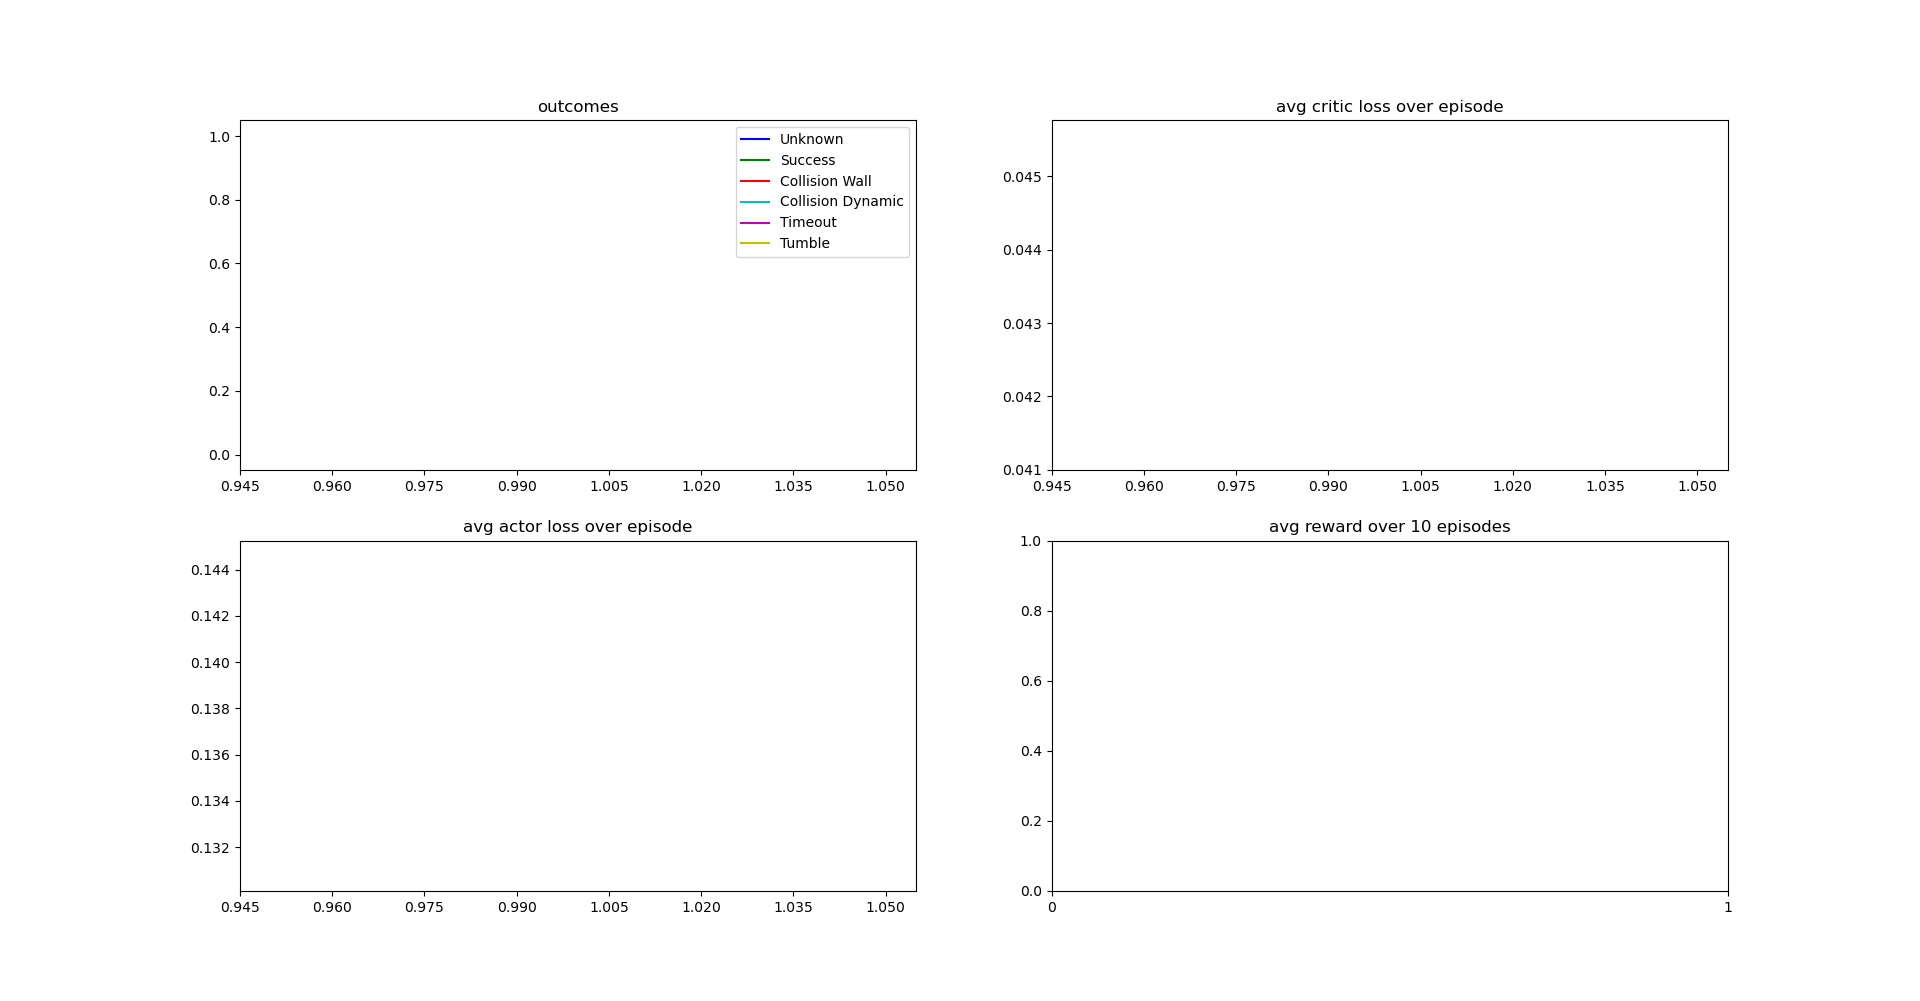 outcomes
1.0
0.8
0.6
0.4
0.2
0.0
Unknown
Success
Collision Wall
Collision Dynamic
Timeout
Tumble
0.945 0.960 0.975 0.990 1.005 1.020 1.035 1.050
avg critic loss over episode
0.045
0.044
0.043
0.042
0.041
0.945 0.960 0.975 0.990 1.005 1.020 1.035 1.050
avg actor loss over episode
0.144
0.142
0.140
0.138
0.136
0.134
0.132
0.945 0.960 0.975 0.990 1.005 1.020 1.035 1.050
avg reward over 10 episodes
1.0
0.8
0.6
0.4
0.2
0.0
0 1